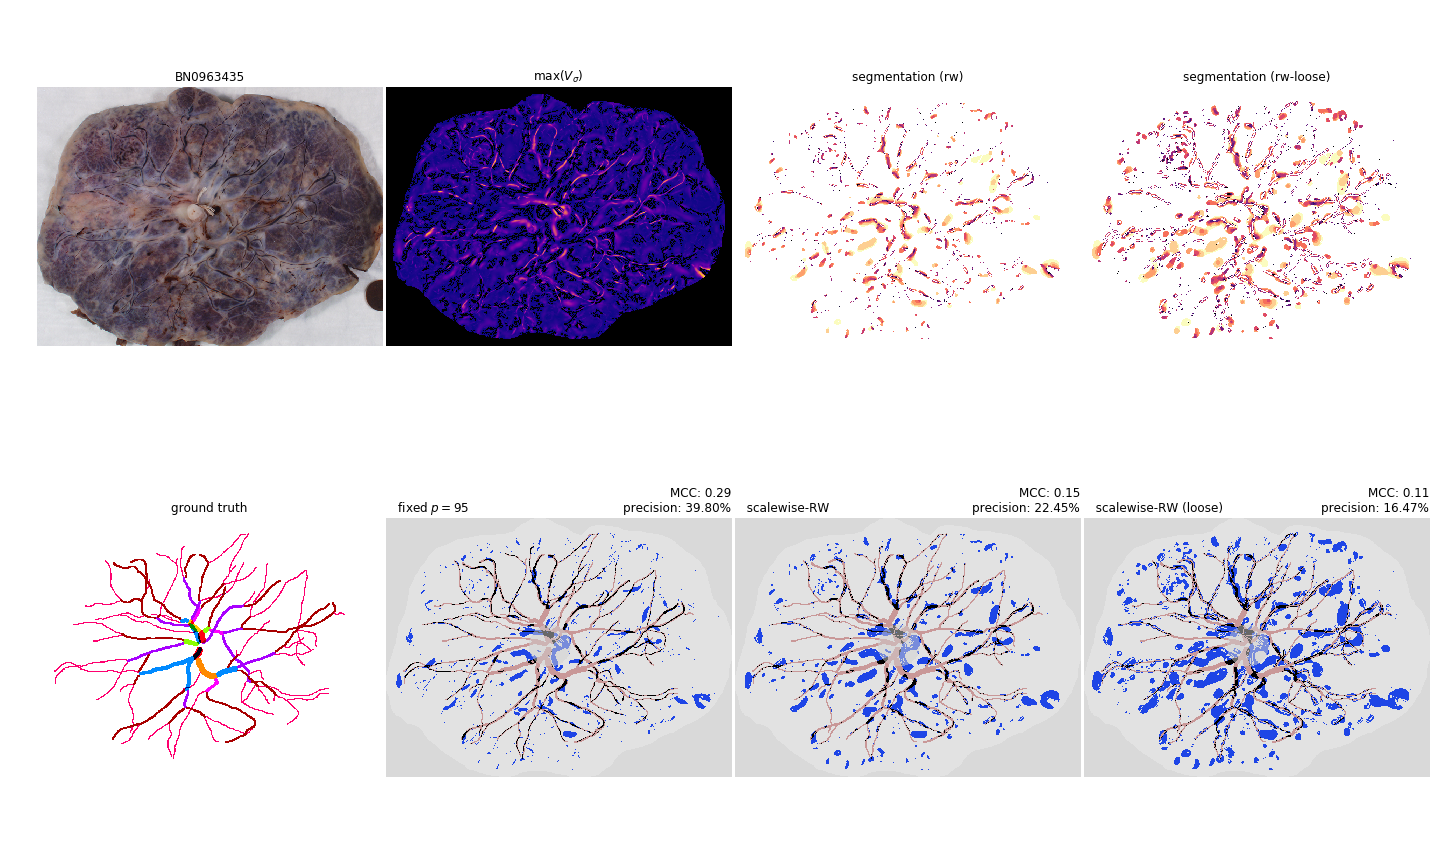 BN0963435
max(V_σ)
segmentation (rw)
segmentation (rw-loose)
ground truth
fixed p = 95
MCC: 0.29
precision: 39.80%
scalewise-RW
MCC: 0.15
precision: 22.45%
scalewise-RW (loose)
MCC: 0.11
precision: 16.47%